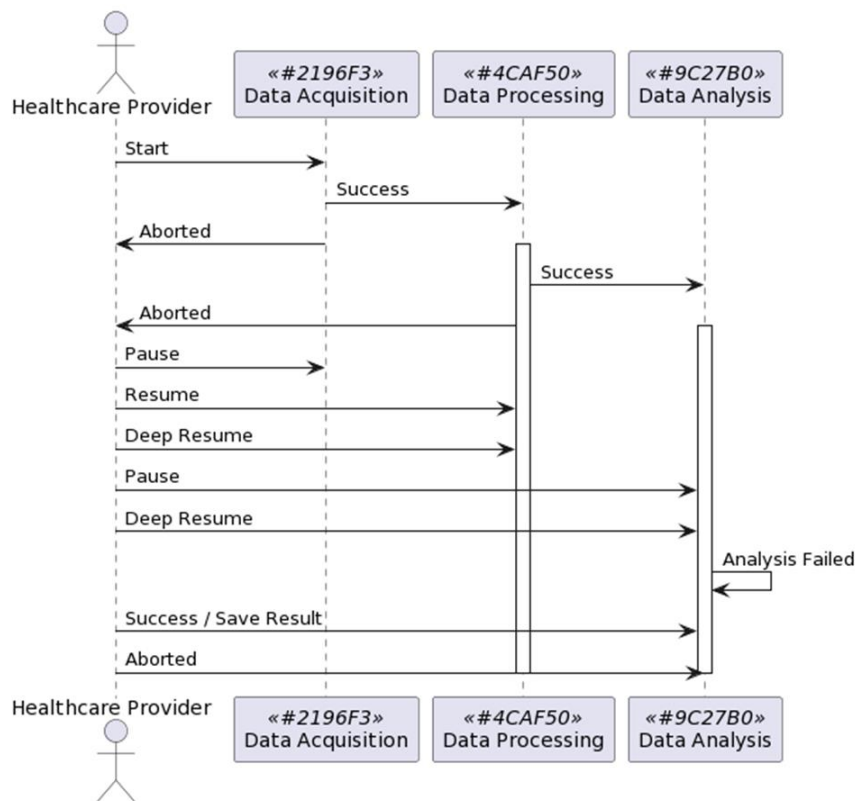 Healthcare Provider
«#2196F3»
Data Acquisition
«#4CAF50»
Data Processing
«#9C27B0»
Data Analysis
Start
Success
Aborted
Success
Aborted
Pause
Resume
Deep Resume
Pause
Deep Resume
Analysis Failed
Success / Save Result
Aborted
Healthcare Provider
«#2196F3»
Data Acquisition
«#4CAF50»
Data Processing
«#9C27B0»
Data Analysis